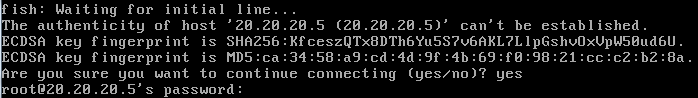 fish: Waiting for initial line...
The authenticity of host '20.20.20.5 (20.20.20.5)' can't be established.
ECDSA key fingerprint is SHA256:KfceszQTx8DTh6Yu5S7v6AKL7LlpGshvOxVpW50ud6U.
ECDSA key fingerprint is MD5:ca:34:58:a9:cd:4d:9f:4b:69:f0:98:21:cc:c2:b2:8a.
Are you sure you want to continue connecting (yes/no)? yes
root@20.20.20.5's password: